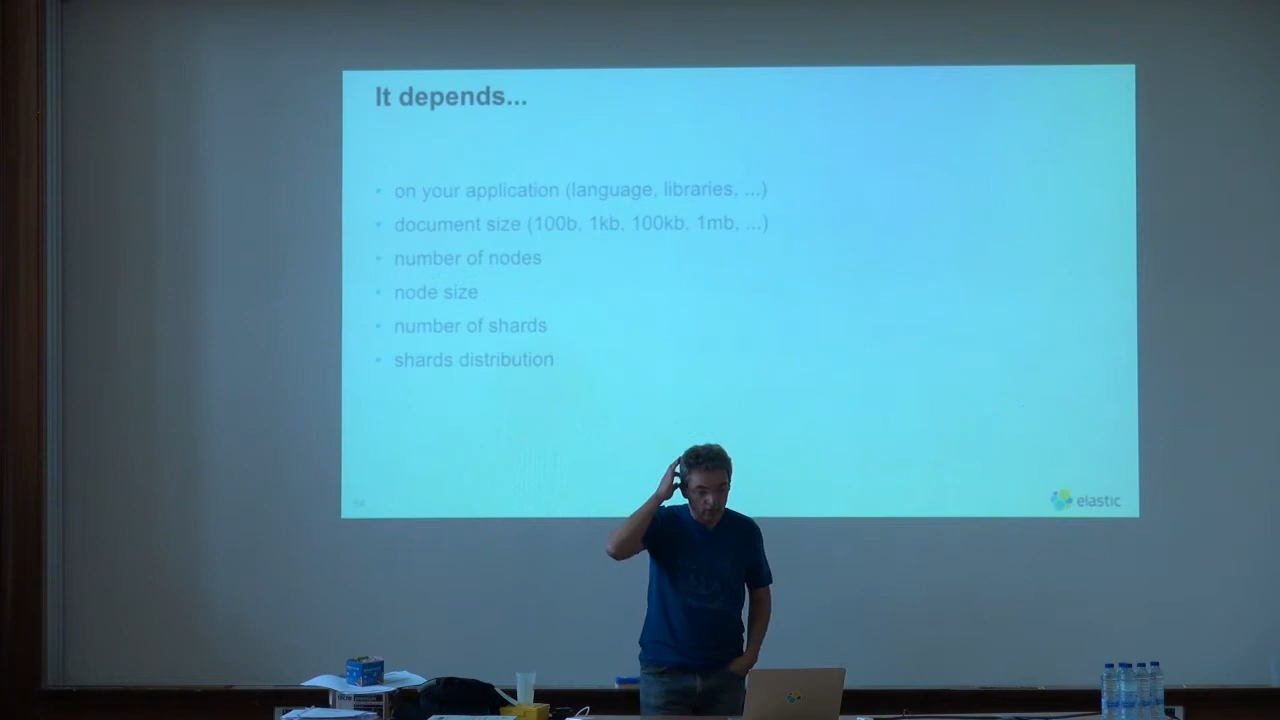 It depends...
• on your application (language, libraries, ...)
• document size (100b, 1kb, 100kb, 1mb, ...)
• number of nodes
• node size
• number of shards
• shards distribution
elastic